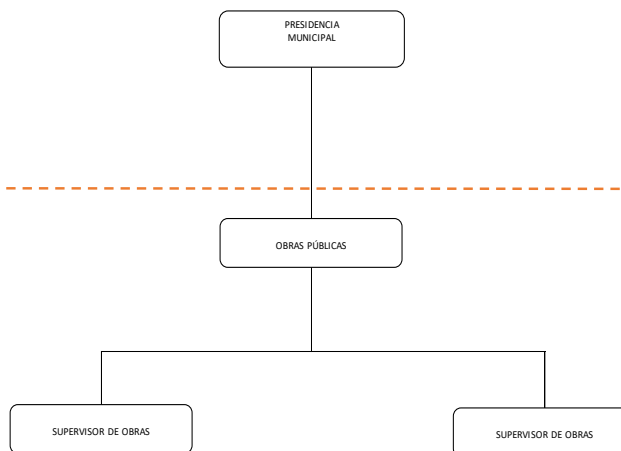 PRESIDENCIA
MUNICIPAL
OBRAS PÚBLICAS
SUPERVISOR DE OBRAS
SUPERVISOR DE OBRAS